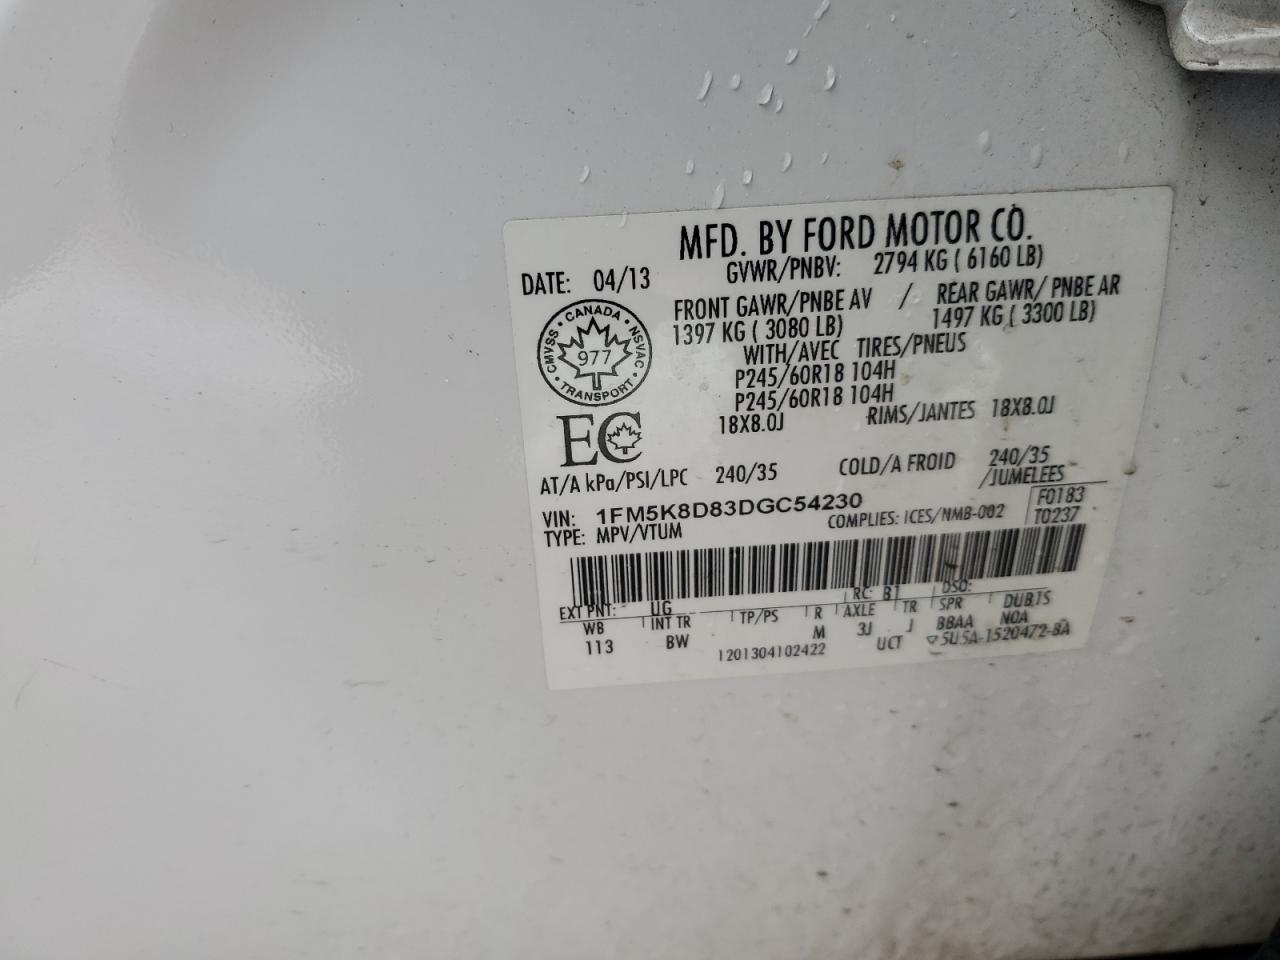 MFD. BY FORD MOTOR CO.
DATE: 04/13 GVWR/PNBV: 2794 KG ( 6160 LB)
FRONT GAWR/PNBE AV / REAR GAWR/ PNBE AR
1397 KG ( 3080 LB) 1497 KG ( 3300 LB)
WITH/AVEC TIRES/PNEUS
P245/60R18 104H
P245/60R18 104H
18X8.0J RIMS/JANTES 18X8.0J
CANADA
CMVSS 977 NSVAC
TRANSPORT
EC
AT/A kPa/PSI/LPC 240/35 COLD/A FROID 240/35
/JUMELEES
VIN: 1FM5K8D83DGC54230 F0183
TYPE: MPV/VTUM COMPLIES: ICES/NMB-002 T0237
EXT PNT: UG RC: B1 DSO:
WB INT TR TP/PS R AXLE TR SPR DUBIS
113 BW M 3J J BBAA NOA
1201304102422 UCT 5U5A-1520472-BA